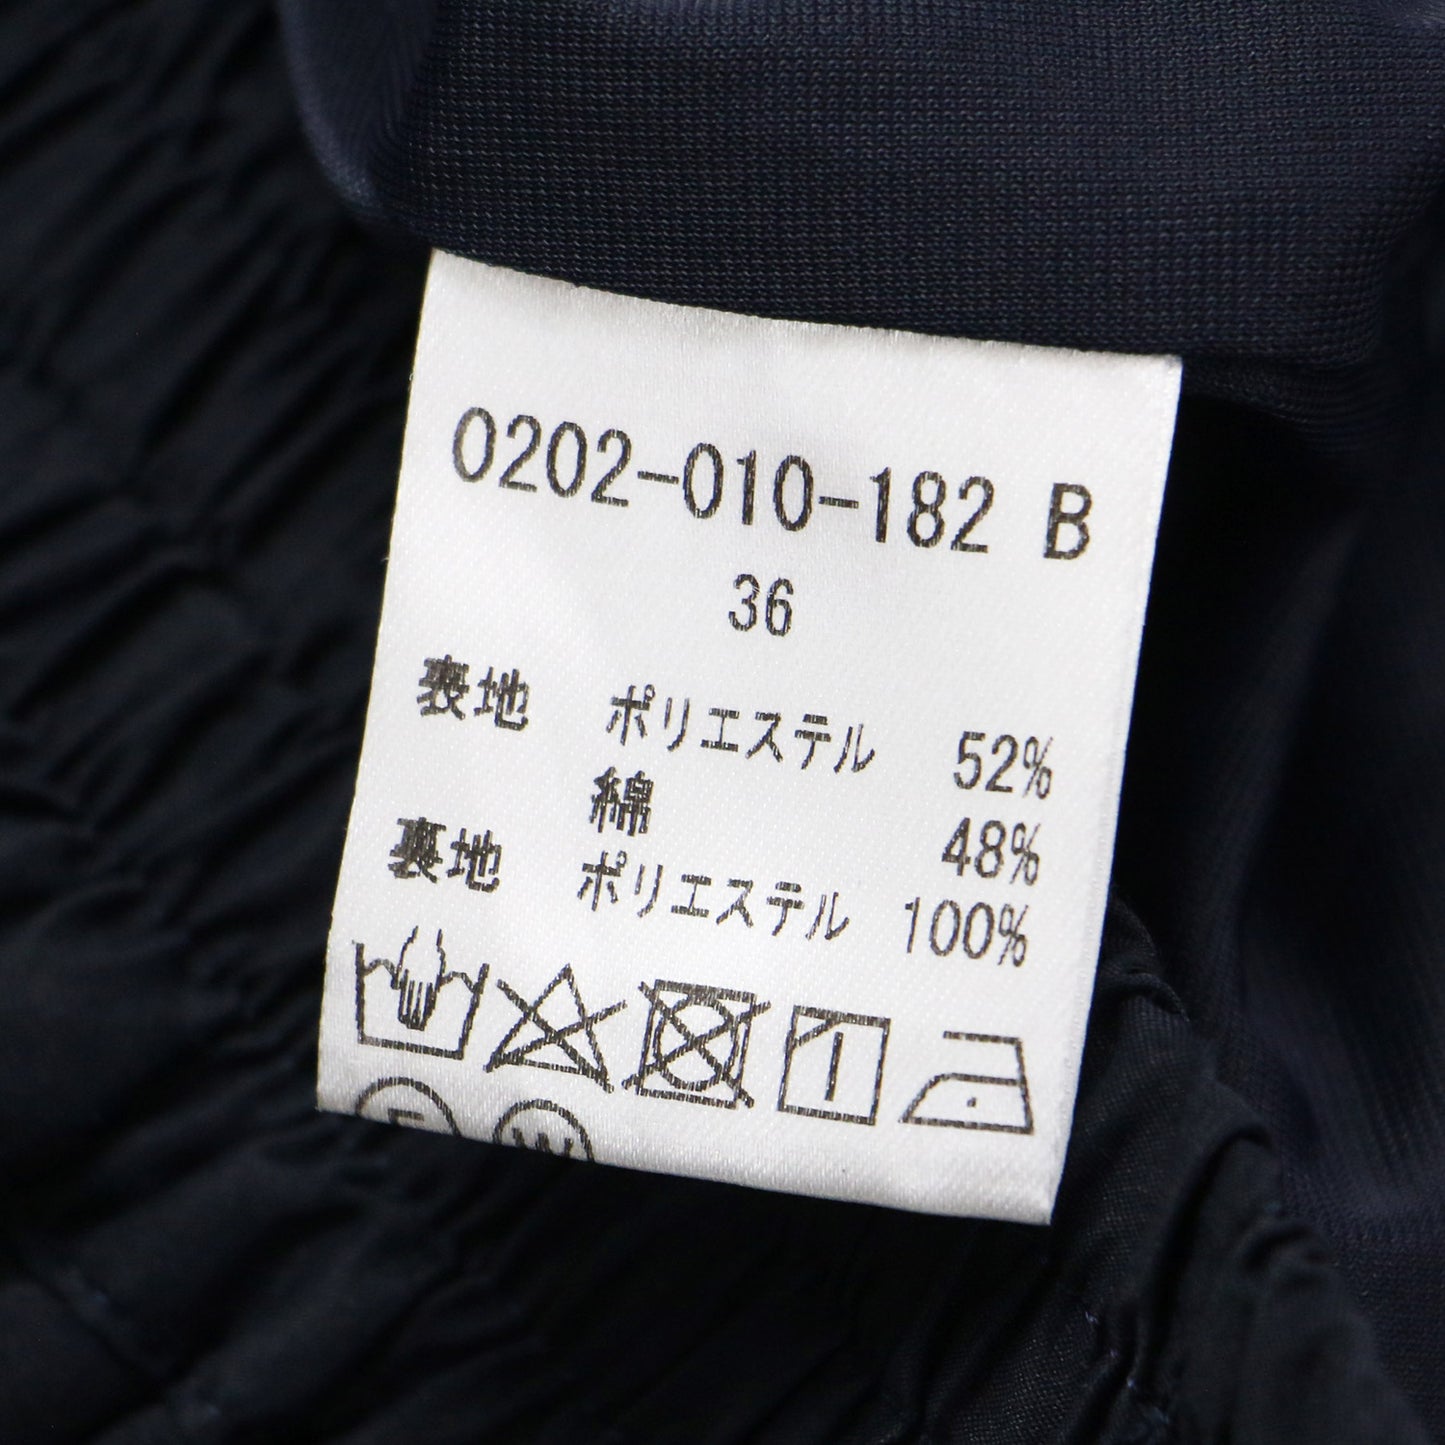 0202-010-182 B
36
表地 ポリエステル 52%
綿 48%
裏地 ポリエステル 100%
F W